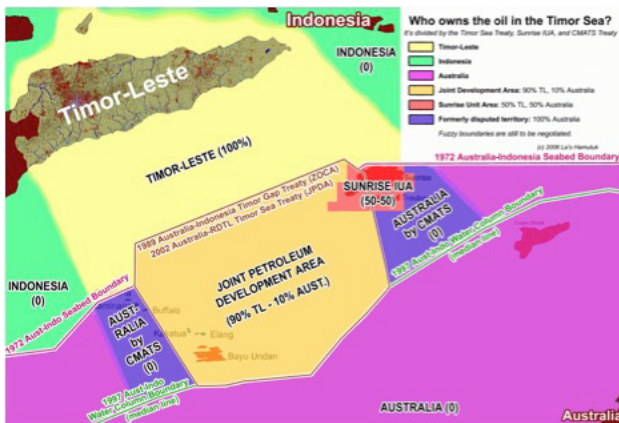 Indonesia
Who owns the oil in the Timor Sea?
It's divided by the Timor Sea Treaty, Sunrise IUA, and CMATS Treaty
Timor-Leste
Indonesia
Australia
Joint Development Area: 90% TL, 10% Australia
Sunrise Unit Area: 50% TL, 50% Australia
Formerly disputed territory: 100% Australia
Fuzzy boundaries are still to be negotiated.
(c) 2006 La'o Hamutuk
1972 Australia-Indonesia Seabed Boundary
INDONESIA
(0)
Timor-Leste
TIMOR-LESTE (100%)
1989 Australia-Indonesia Timor Gap Treaty (ZOCA)
2002 Australia-RDTL Timor Sea Treaty (JPDA)
Sunrise
SUNRISE IUA
(50-50)
AUSTRALIA
by CMATS
(0)
1997 Aust-Indo Water Column Boundary
(median line)
JOINT PETROLEUM
DEVELOPMENT AREA
(90% TL - 10% AUST.)
INDONESIA
(0)
1972 Aust-Indo Seabed Boundary
Buffalo
AUST-
RALIA
by
CMATS
(0)
Kakatua
Elang
Bayu Undan
1997 Aust-Indo
Water Column Boundary
(median line)
AUSTRALIA (0)
Australia